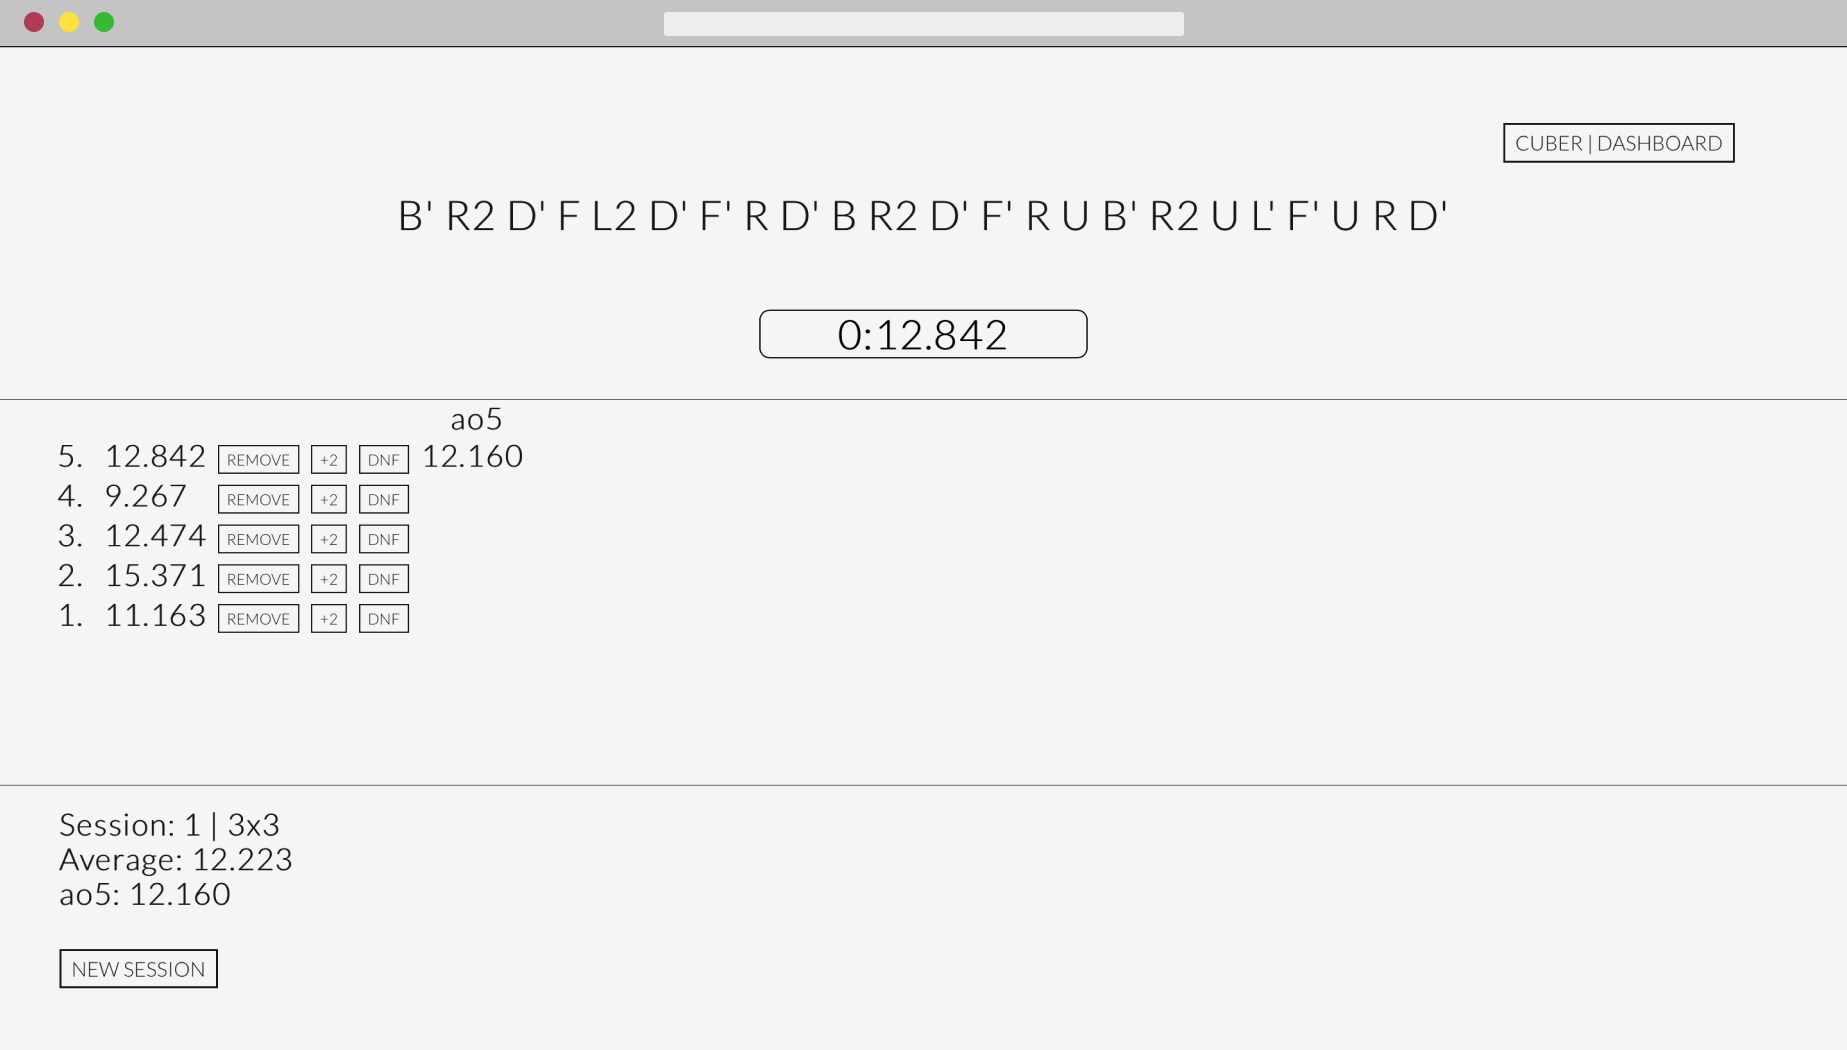 CUBER | DASHBOARD
B' R2 D' F L2 D' F' R D' B R2 D' F' R U B' R2 U L' F' U R D'
0:12.842
ao5
5. 12.842 REMOVE +2 DNF 12.160
4. 9.267 REMOVE +2 DNF
3. 12.474 REMOVE +2 DNF
2. 15.371 REMOVE +2 DNF
1. 11.163 REMOVE +2 DNF
Session: 1 | 3x3
Average: 12.223
ao5: 12.160
NEW SESSION